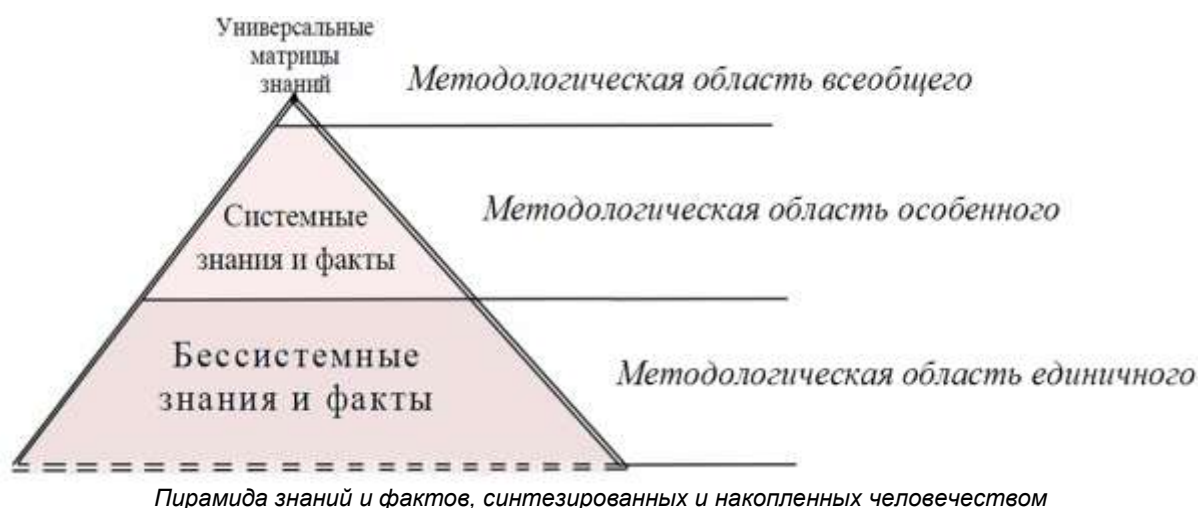 Универсальные
матрицы
знаний
Методологическая область всеобщего
Системные
знания и факты
Методологическая область особенного
Бессистемные
знания и факты
Методологическая область единичного
Пирамида знаний и фактов, синтезированных и накопленных человечеством